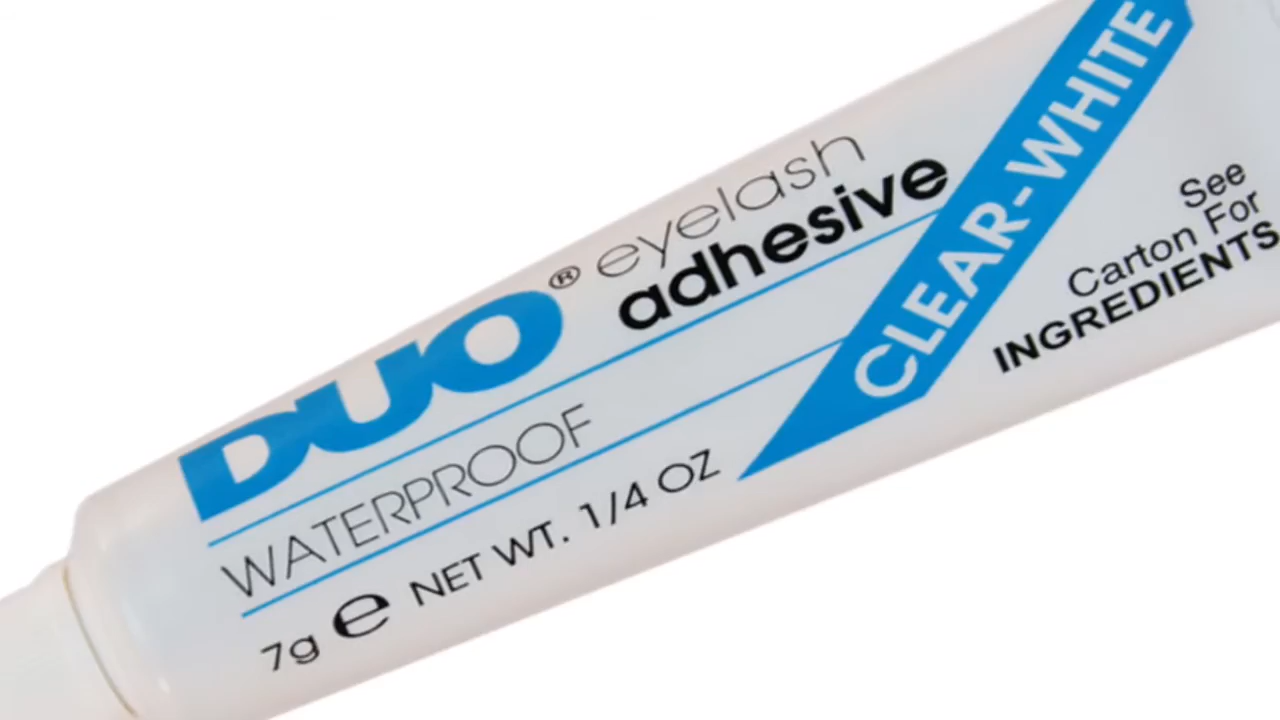 DUO® eyelash
adhesive
WATERPROOF
7g ℮ NET WT. 1/4 OZ
CLEAR-WHITE
See
Carton For
INGREDIENTS